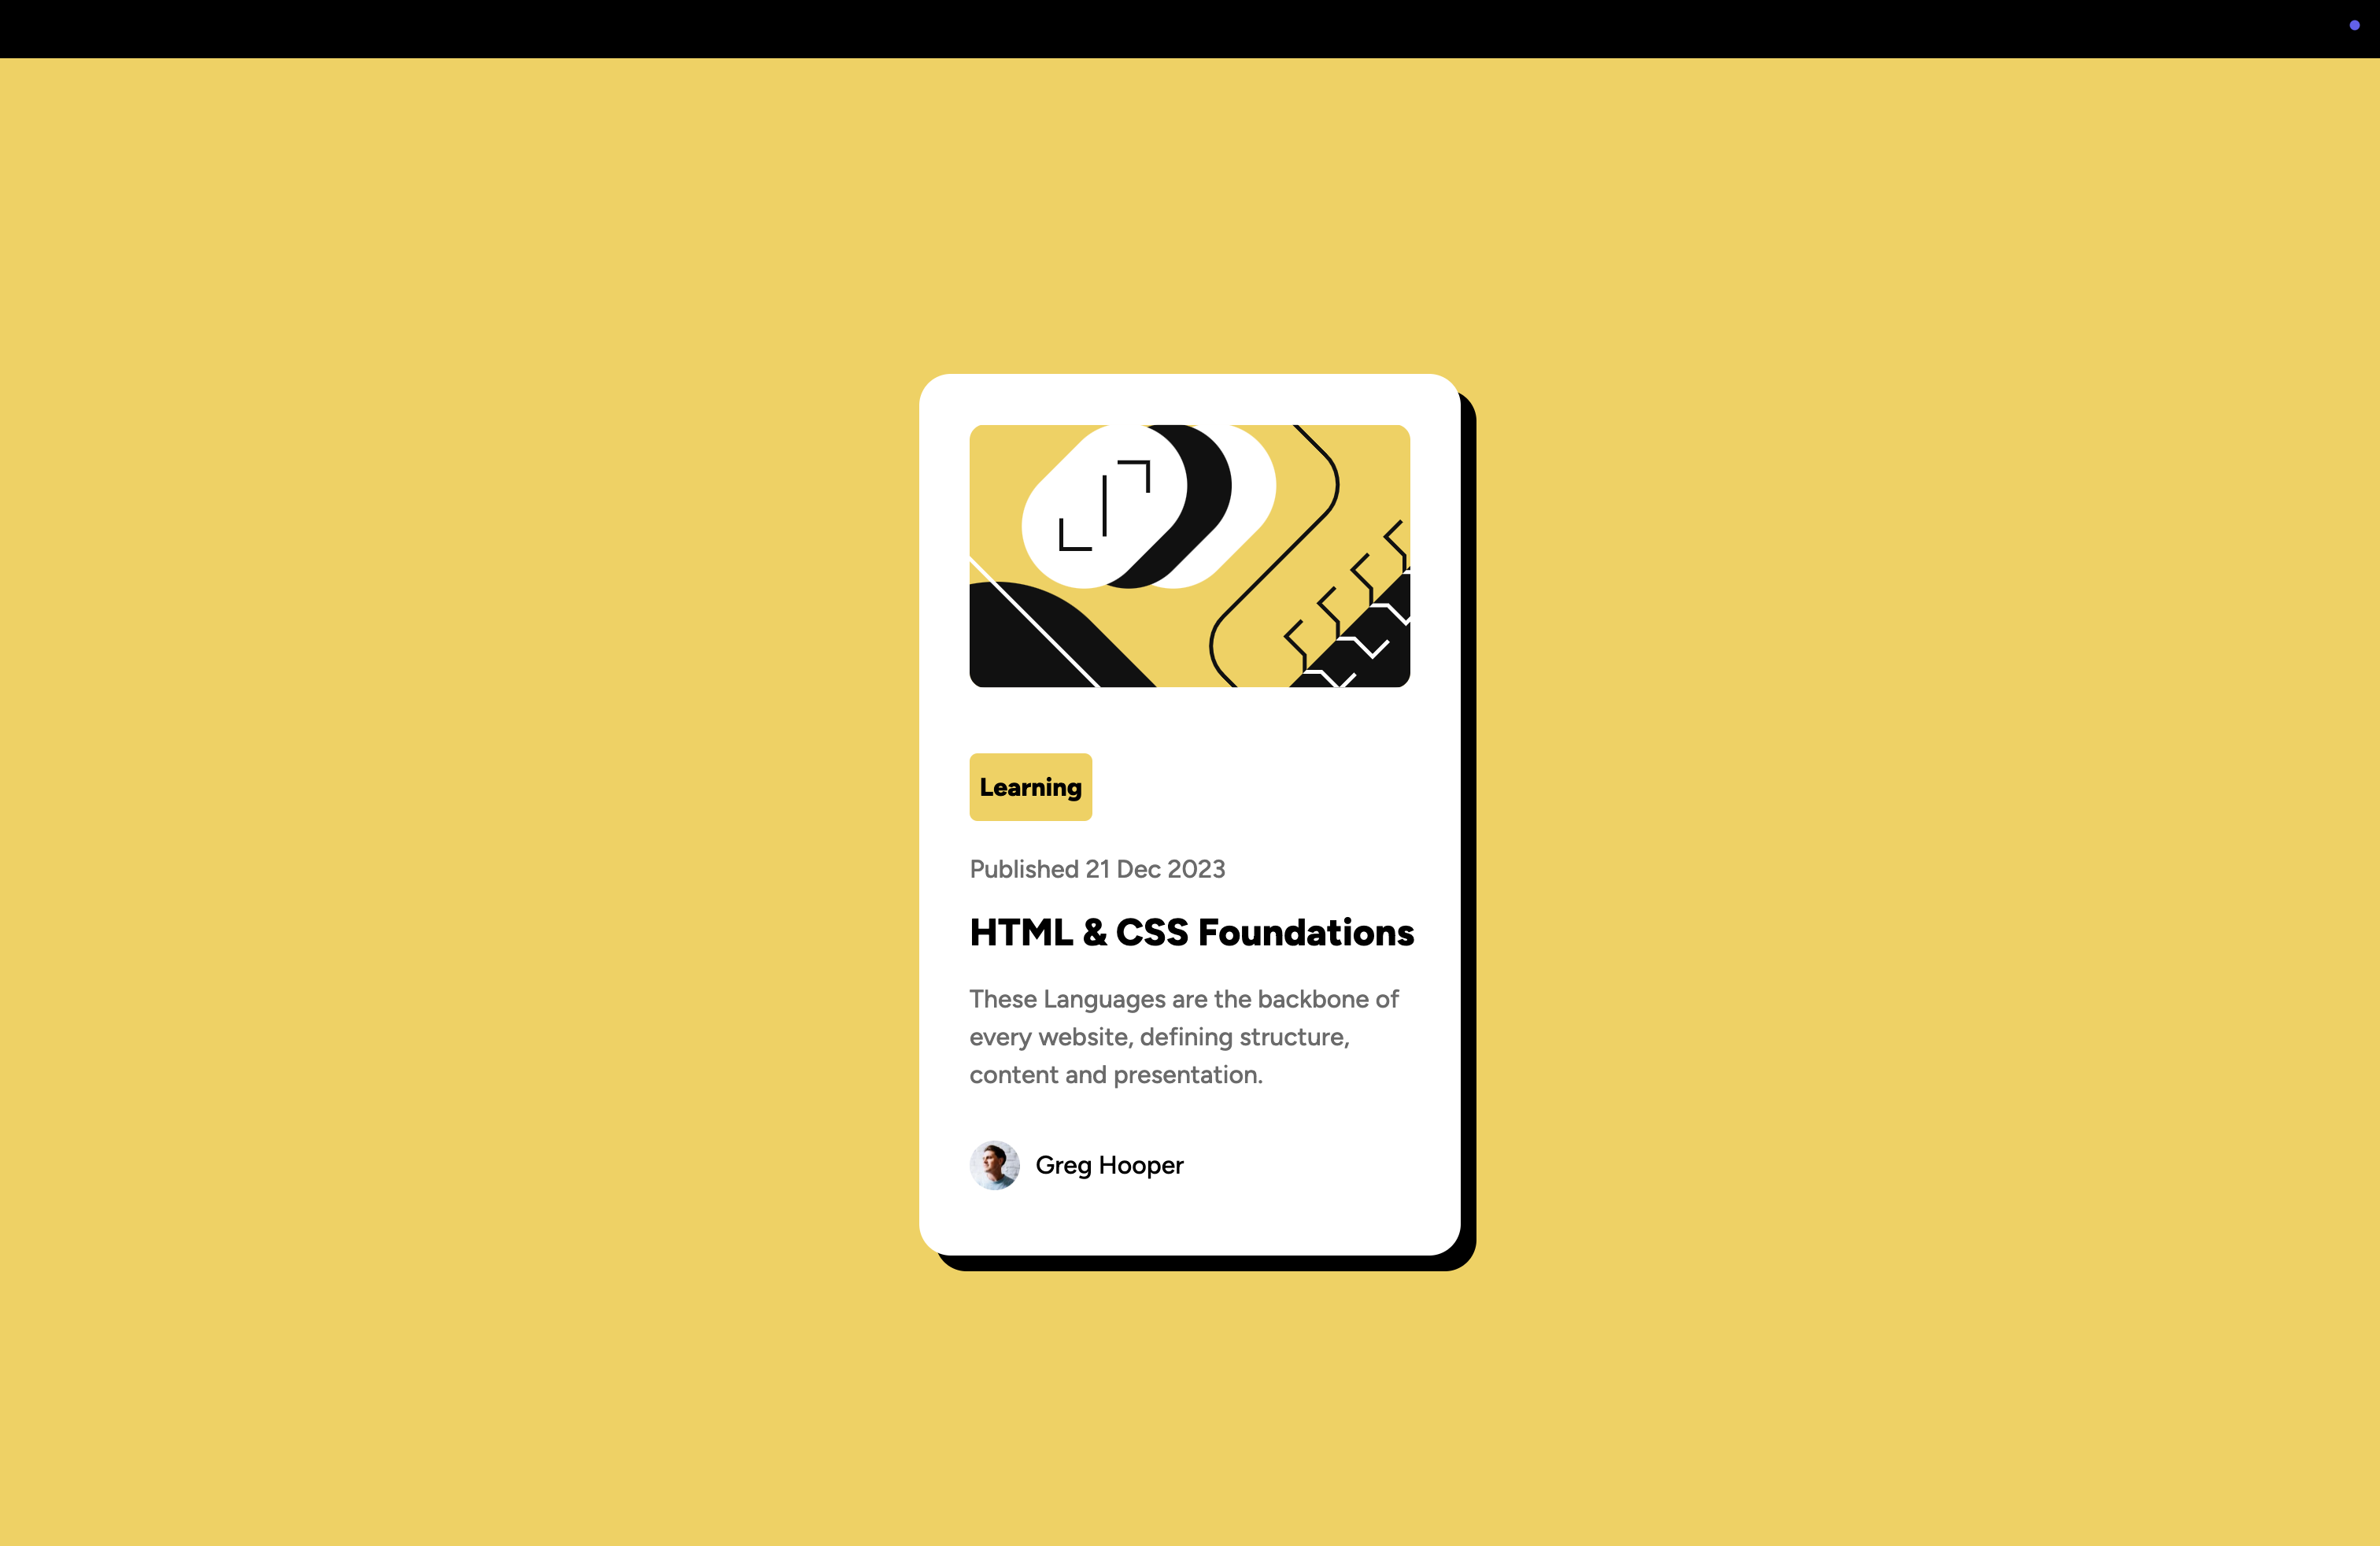 Learning
Published 21 Dec 2023
HTML & CSS Foundations
These Languages are the backbone of
every website, defining structure,
content and presentation.
Greg Hooper